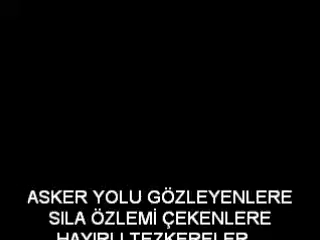 ASKER YOLU GÖZLEYENLERE
SILA ÖZLEMİ ÇEKENLERE
HAYIRLI TEZKERELER